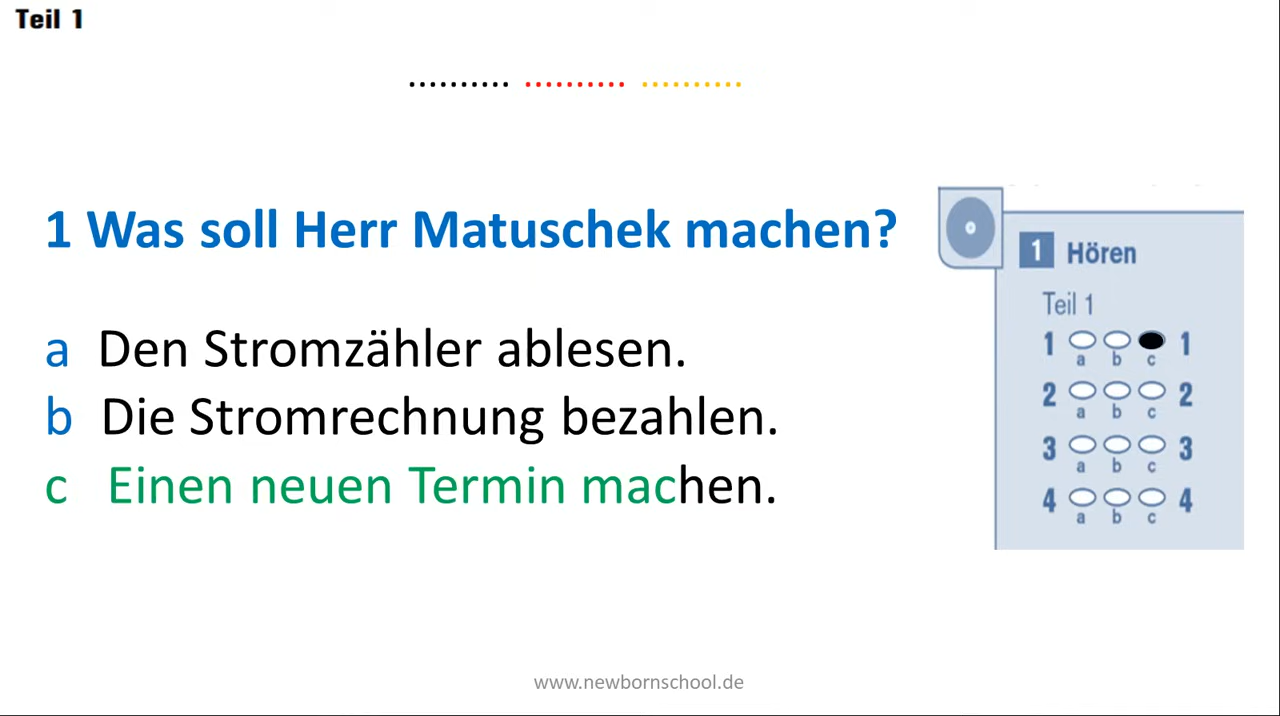 Teil 1
.......... .......... ..........
1 Was soll Herr Matuschek machen?
a Den Stromzähler ablesen.
b Die Stromrechnung bezahlen.
c Einen neuen Termin machen.
1 Hören
Teil 1
1 1
a b c
2 2
a b c
3 3
a b c
4 4
a b c
www.newbornschool.de